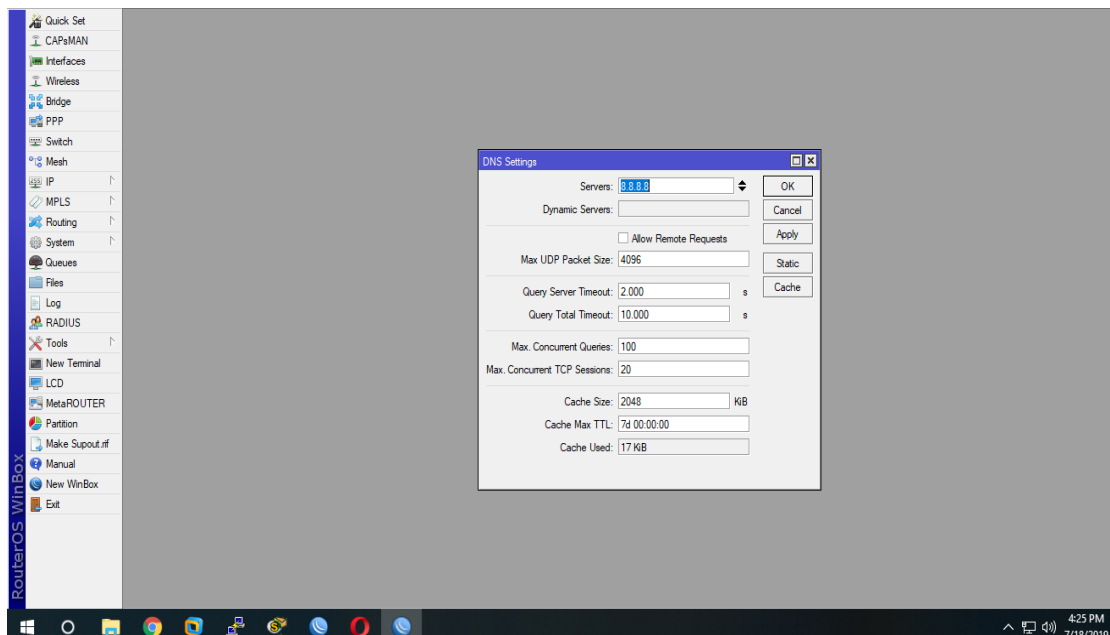 Quick Set
CAPsMAN
Interfaces
Wireless
Bridge
PPP
Switch
Mesh
IP
MPLS
Routing
System
Queues
Files
Log
RADIUS
Tools
New Terminal
LCD
MetaROUTER
Partition
Make Supout.rif
Manual
New WinBox
Exit
RouterOS WinBox
DNS Settings
Servers: 8.8.8.8
OK
Dynamic Servers:
Cancel
Allow Remote Requests
Apply
Max UDP Packet Size: 4096
Static
Query Server Timeout: 2.000 s
Cache
Query Total Timeout: 10.000 s
Max. Concurrent Queries: 100
Max. Concurrent TCP Sessions: 20
Cache Size: 2048 KiB
Cache Max TTL: 7d 00:00:00
Cache Used: 17 KiB
4:25 PM
7/18/2019